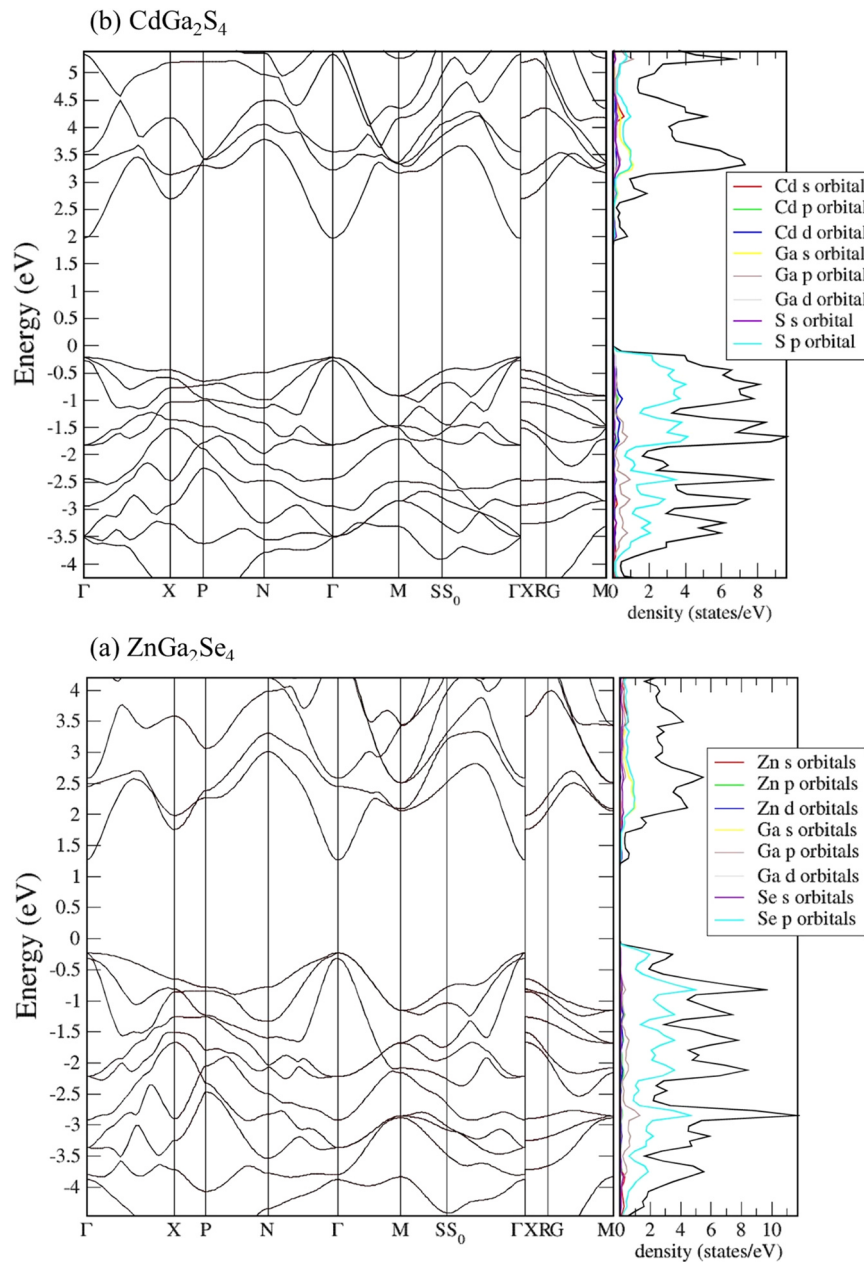 (b) CdGa2S4
5
4.5
4
3.5
3
2.5
2
1.5
1
0.5
0
-0.5
-1
-1.5
-2
-2.5
-3
-3.5
-4
Energy (eV)
Γ X P N Γ M SS0 ΓXRG M0 2 4 6 8
density (states/eV)
Cd s orbitals
Cd p orbital
Cd d orbital
Ga s orbital
Ga p orbital
Ga d orbital
S s orbital
S p orbital
(a) ZnGa2Se4
4
3.5
3
2.5
2
1.5
1
0.5
0
-0.5
-1
-1.5
-2
-2.5
-3
-3.5
-4
Energy (eV)
Γ X P N Γ M SS0 ΓXRG M0 2 4 6 8 10
density (states/eV)
Zn s orbitals
Zn p orbitals
Zn d orbitals
Ga s orbitals
Ga p orbitals
Ga d orbitals
Se s orbitals
Se p orbitals